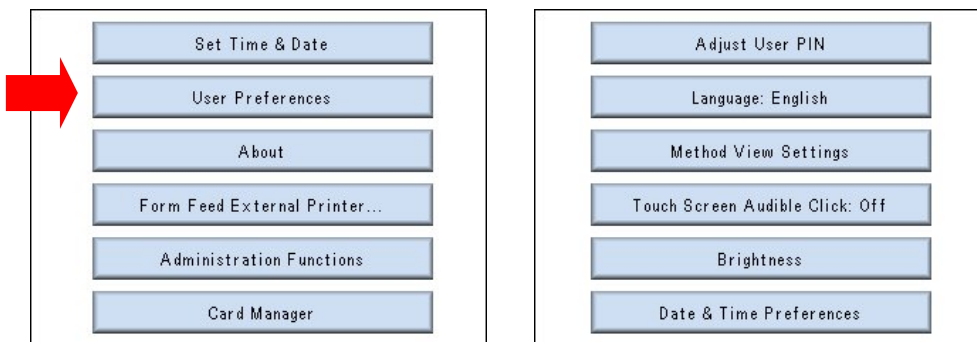 Set Time & Date
User Preferences
About
Form Feed External Printer...
Administration Functions
Card Manager
Adjust User PIN
Language: English
Method View Settings
Touch Screen Audible Click: Off
Brightness
Date & Time Preferences